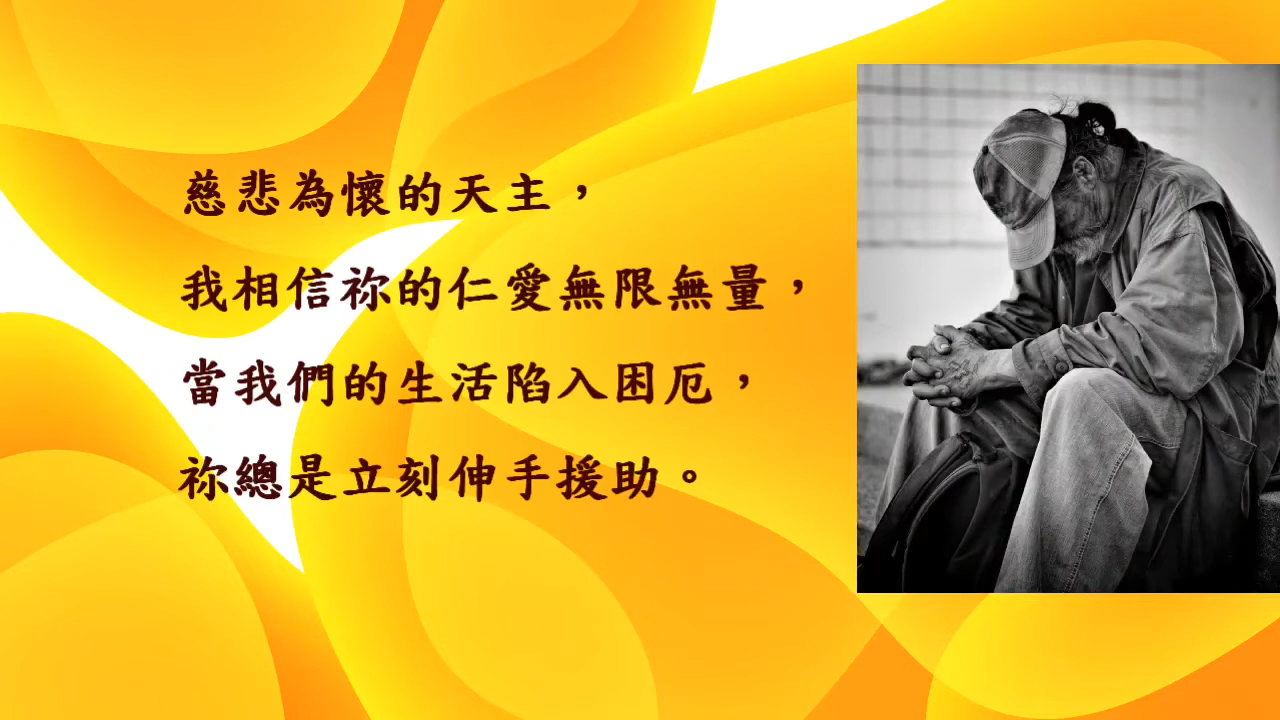 慈悲為懷的天主，
我相信祢的仁愛無限無量，
當我們的生活陷入困厄，
祢總是立刻伸手援助。